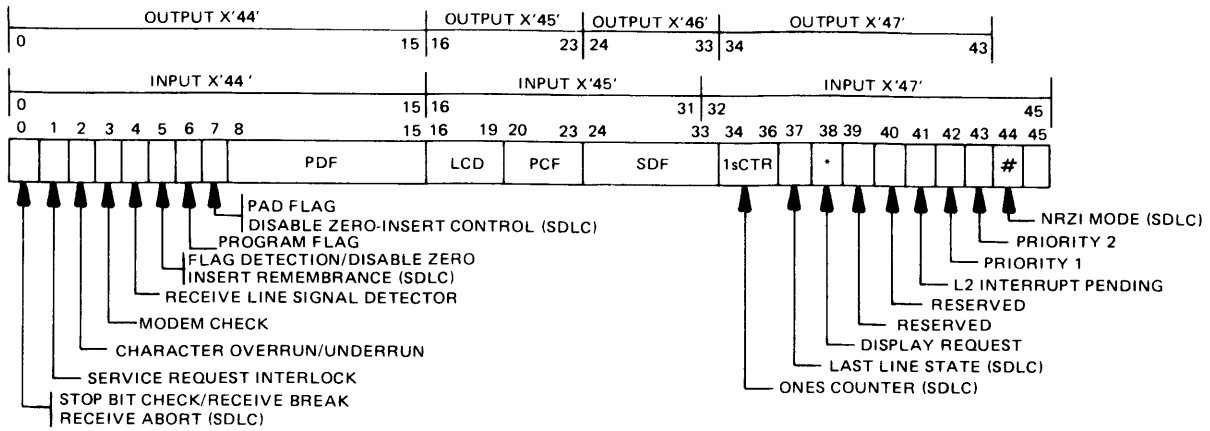 OUTPUT X'44' OUTPUT X'45' OUTPUT X'46' OUTPUT X'47'
0 15 16 23 24 33 34 43
INPUT X'44' INPUT X'45' INPUT X'47'
0 15 16 31 32 45
0 1 2 3 4 5 6 7 8 15 16 19 20 23 24 33 34 36 37 38 39 40 41 42 43 44 45
PDF LCD PCF SDF 1sCTR * #
PAD FLAG
DISABLE ZERO-INSERT CONTROL (SDLC)
PROGRAM FLAG
FLAG DETECTION/DISABLE ZERO
INSERT REMEMBRANCE (SDLC)
RECEIVE LINE SIGNAL DETECTOR
MODEM CHECK
CHARACTER OVERRUN/UNDERRUN
SERVICE REQUEST INTERLOCK
STOP BIT CHECK/RECEIVE BREAK
RECEIVE ABORT (SDLC)
NRZI MODE (SDLC)
PRIORITY 2
PRIORITY 1
L2 INTERRUPT PENDING
RESERVED
RESERVED
DISPLAY REQUEST
LAST LINE STATE (SDLC)
ONES COUNTER (SDLC)